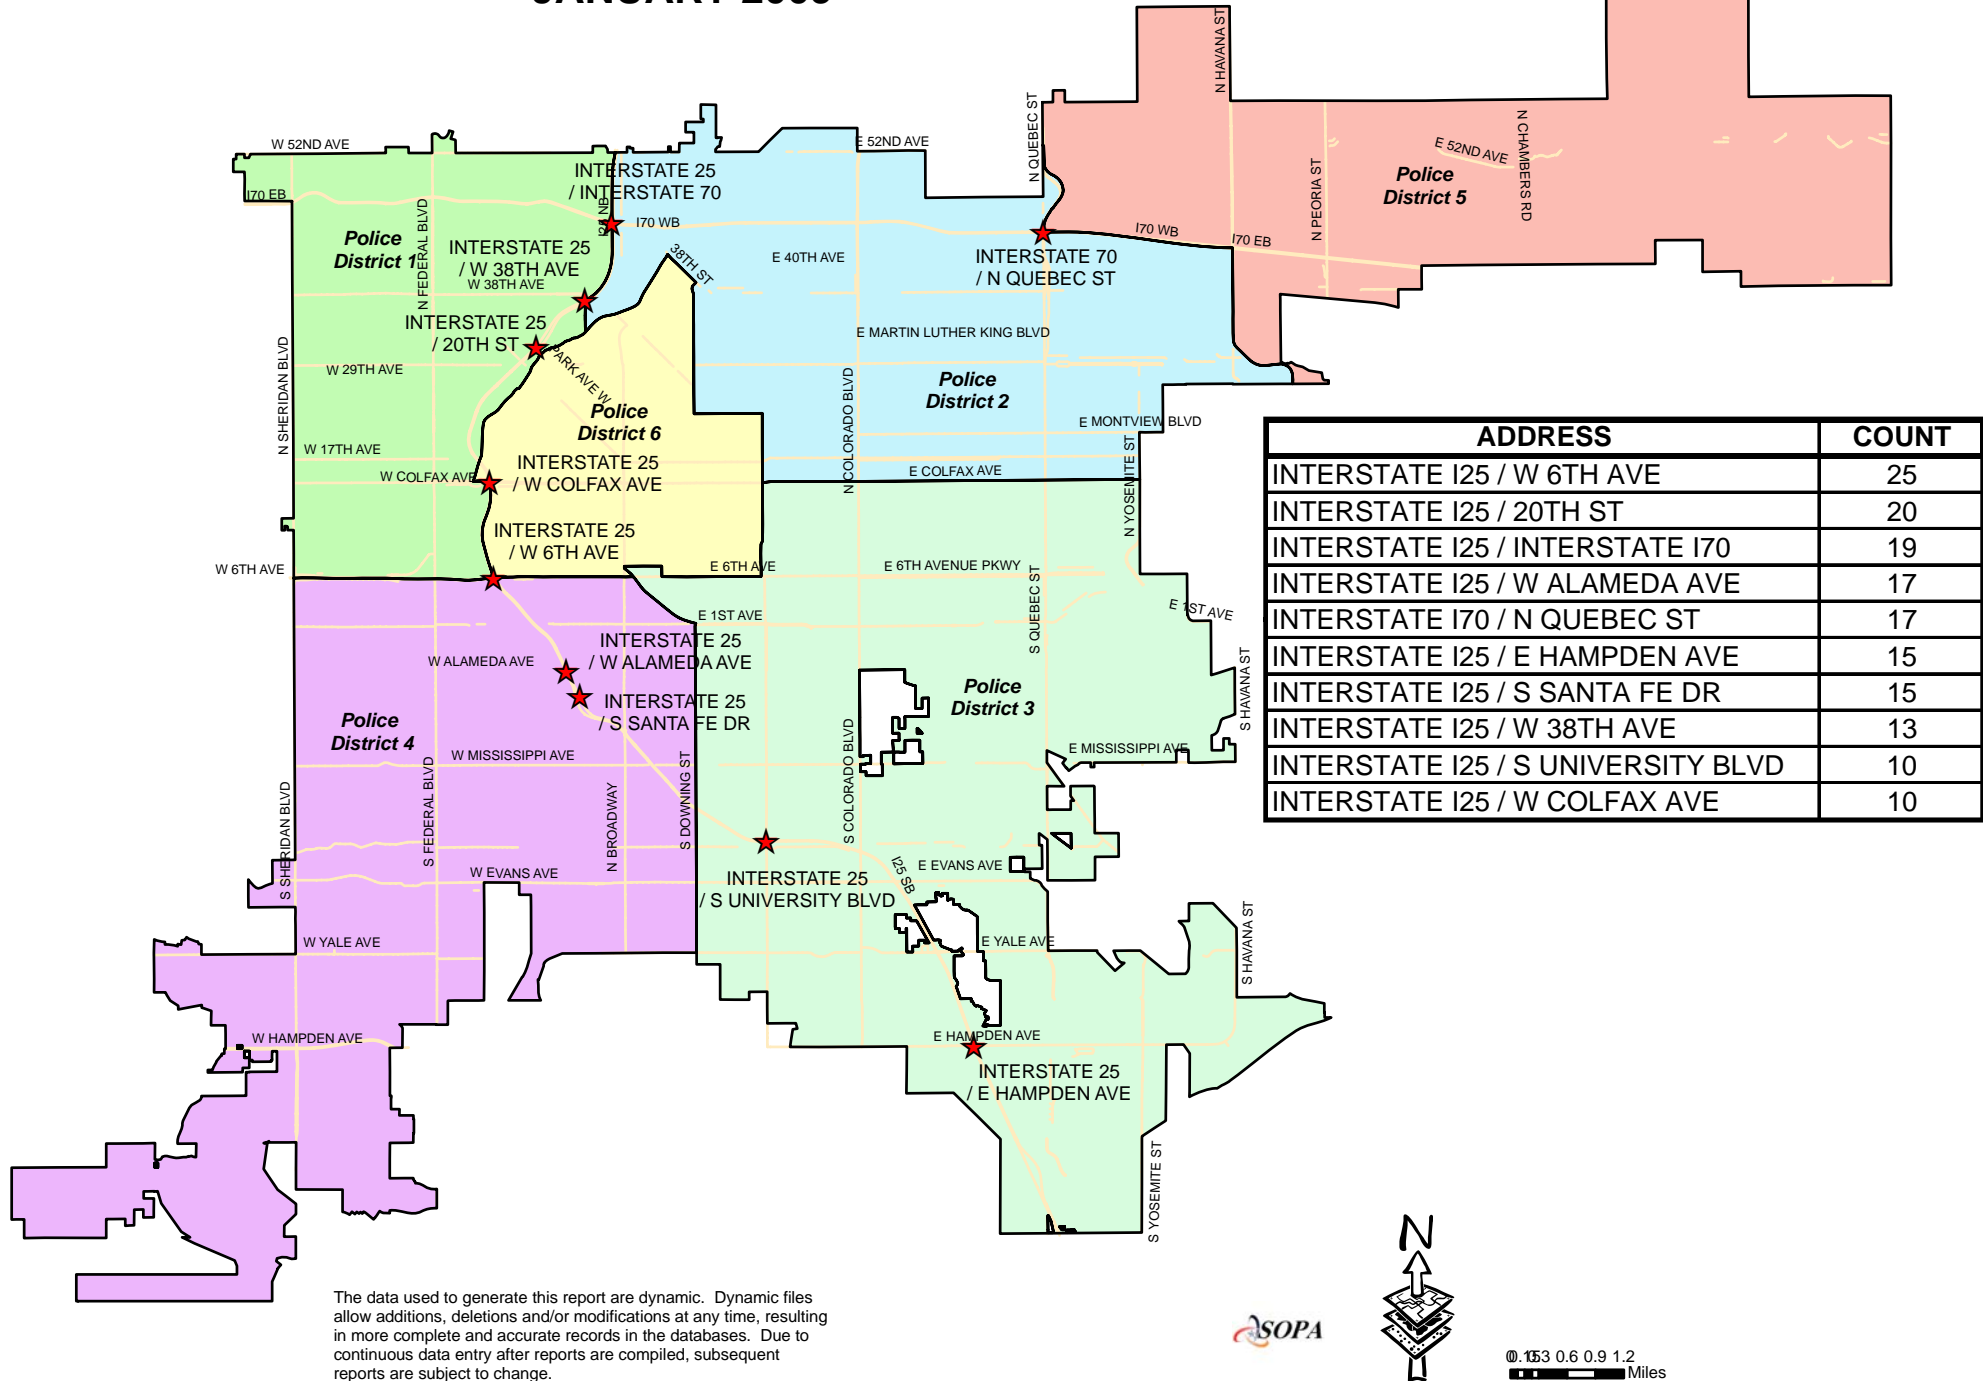 W 52ND AVE
E 52ND AVE
N QUEBEC ST
N HAVANA ST
N PEORIA ST
E 52ND AVE
N CHAMBERS RD
INTERSTATE 25
/ INTERSTATE 70
I70 EB
N FEDERAL BLVD
I70 WB
Police
District 5
Police
District 1
INTERSTATE 25
/ W 38TH AVE
W 38TH AVE
38TH ST
E 40TH AVE
INTERSTATE 70
/ N QUEBEC ST
I70 WB
I70 EB
INTERSTATE 25
/ 20TH ST
E MARTIN LUTHER KING BLVD
N SHERIDAN BLVD
W 29TH AVE
PARK AVE W
Police
District 6
N COLORADO BLVD
Police
District 2
E MONTVIEW BLVD
W 17TH AVE
W COLFAX AVE
INTERSTATE 25
/ W COLFAX AVE
E COLFAX AVE
N YOSEMITE ST
INTERSTATE 25
/ W 6TH AVE
W 6TH AVE
E 6TH AVE
E 6TH AVENUE PKWY
ADDRESS COUNT
INTERSTATE I25 / W 6TH AVE 25
INTERSTATE I25 / 20TH ST 20
INTERSTATE I25 / INTERSTATE I70 19
INTERSTATE I25 / W ALAMEDA AVE 17
INTERSTATE I70 / N QUEBEC ST 17
INTERSTATE I25 / E HAMPDEN AVE 15
INTERSTATE I25 / S SANTA FE DR 15
INTERSTATE I25 / W 38TH AVE 13
INTERSTATE I25 / S UNIVERSITY BLVD 10
INTERSTATE I25 / W COLFAX AVE 10
E 1ST AVE
S QUEBEC ST
E 1ST AVE
INTERSTATE 25
/ W ALAMEDA AVE
W ALAMEDA AVE
S HAVANA ST
INTERSTATE 25
/ S SANTA FE DR
Police
District 3
Police
District 4
W MISSISSIPPI AVE
E MISSISSIPPI AVE
S SHERIDAN BLVD
S FEDERAL BLVD
N BROADWAY
S DOWNING ST
S COLORADO BLVD
W EVANS AVE
INTERSTATE 25
/ S UNIVERSITY BLVD
I25 SB
E EVANS AVE
W YALE AVE
E YALE AVE
S HAVANA ST
W HAMPDEN AVE
E HAMPDEN AVE
INTERSTATE 25
/ E HAMPDEN AVE
S YOSEMITE ST
The data used to generate this report are dynamic. Dynamic files
allow additions, deletions and/or modifications at any time, resulting
in more complete and accurate records in the databases. Due to
continuous data entry after reports are compiled, subsequent
reports are subject to change.
SOPA
N
0.6 0.9 1.2
Miles